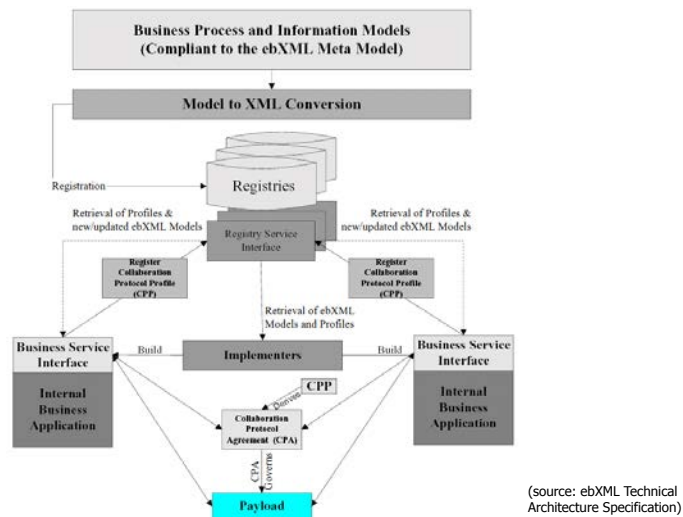 Business Process and Information Models
(Compliant to the ebXML Meta Model)
Model to XML Conversion
Registration
Registries
Retrieval of Profiles &
new/updated ebXML Models
Retrieval of Profiles &
new/updated ebXML Models
Registry Service
Interface
Register
Collaboration
Protocol Profile
(CPP)
Register
Collaboration
Protocol Profile
(CPP)
Retrieval of ebXML
Models and Profiles
Business Service
Interface
Build
Implementers
Build
Business Service
Interface
Internal
Business
Application
Internal
Business
Application
CPP
Derives
Collaboration
Protocol
Agreement (CPA)
CPA
Governs
Payload
(source: ebXML Technical
Architecture Specification)